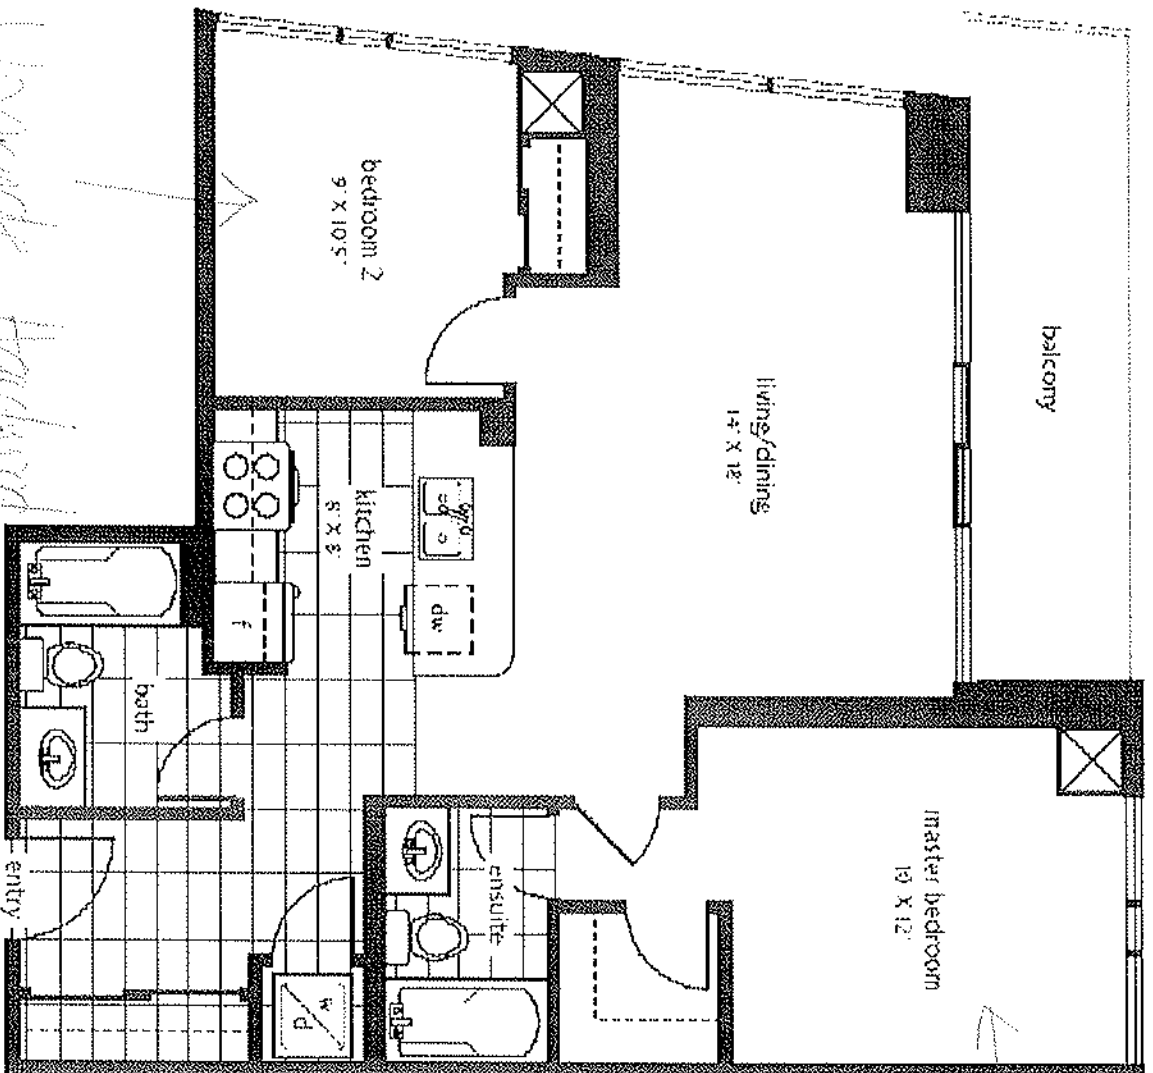 balcony
living/dining
14' X 18'
bedroom 2
9' X 10'5"
kitchen
8' X 8'
dw
f
bath
entry
ensuite
w
d
master bedroom
10' X 12'